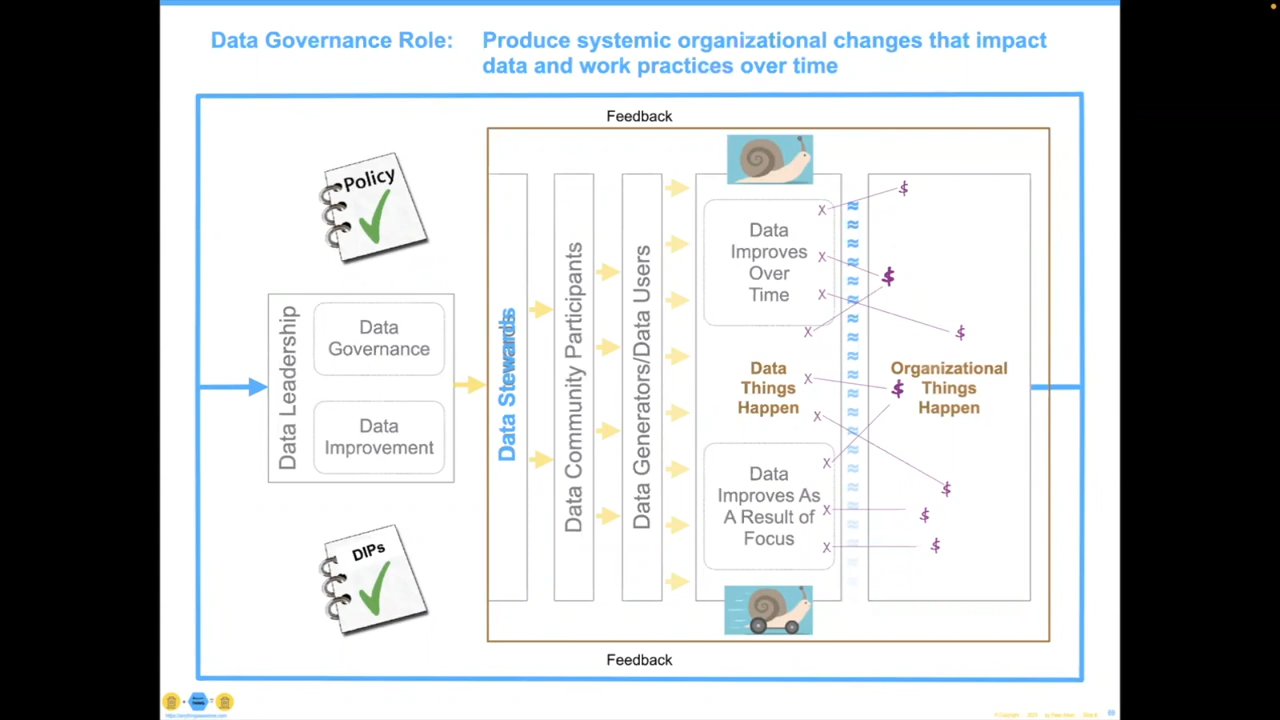 Data Governance Role: Produce systemic organizational changes that impact
data and work practices over time
Feedback
Policy
Data Leadership
Data
Governance
Data
Improvement
DIPs
Data Stewards
Data Community Participants
Data Generators/Data Users
Data
Improves
Over
Time
Data
Things
Happen
Data
Improves As
A Result of
Focus
X
X
X
X
X
X
X
X
X
$
$
$
$
$
$
$
Organizational
Things
Happen
Feedback